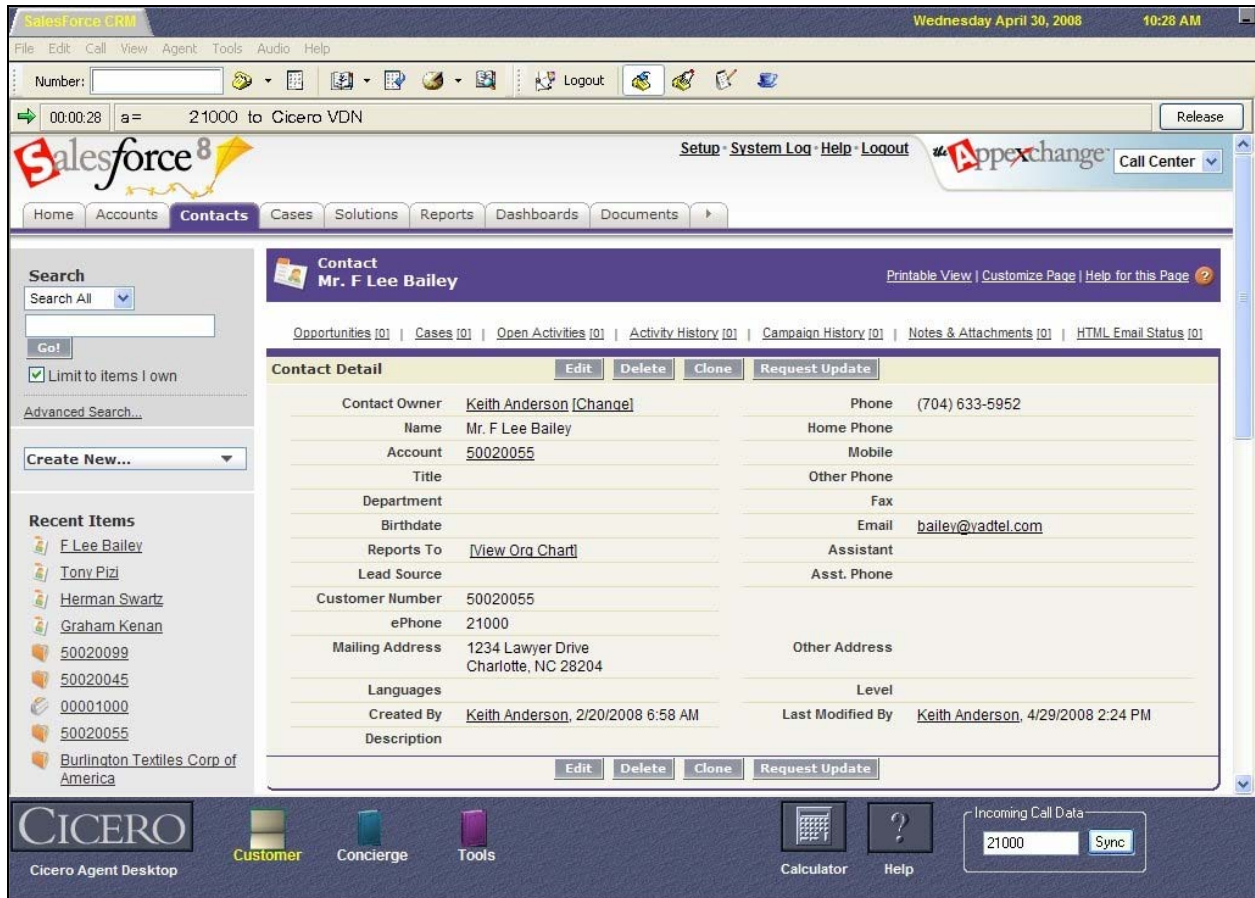 SalesForce CRM
Wednesday April 30, 2008 10:28 AM
File Edit Call View Agent Tools Audio Help
Number: Logout
00:00:28 a= 21000 to Cicero VDN Release
Salesforce 8
Setup · System Log · Help · Logout
the Appexchange Call Center
Home Accounts Contacts Cases Solutions Reports Dashboards Documents
Search
Search All
Go!
Limit to items I own
Advanced Search...
Create New...
Recent Items
F Lee Bailey
Tony Pizi
Herman Swartz
Graham Kenan
50020099
50020045
00001000
50020055
Burlington Textiles Corp of
America
Contact
Mr. F Lee Bailey
Printable View | Customize Page | Help for this Page ?
Opportunities [0] | Cases [0] | Open Activities [0] | Activity History [0] | Campaign History [0] | Notes & Attachments [0] | HTML Email Status [0]
Contact Detail Edit Delete Clone Request Update
Contact Owner Keith Anderson [Change] Phone (704) 633-5952
Name Mr. F Lee Bailey Home Phone
Account 50020055 Mobile
Title Other Phone
Department Fax
Birthdate Email bailey@yadtel.com
Reports To [View Org Chart] Assistant
Lead Source Asst. Phone
Customer Number 50020055
ePhone 21000
Mailing Address 1234 Lawyer Drive Other Address
Charlotte, NC 28204
Languages Level
Created By Keith Anderson, 2/20/2008 6:58 AM Last Modified By Keith Anderson, 4/29/2008 2:24 PM
Description
Edit Delete Clone Request Update
CICERO
Cicero Agent Desktop
Customer Concierge Tools
Calculator
?
Help
Incoming Call Data
21000 Sync